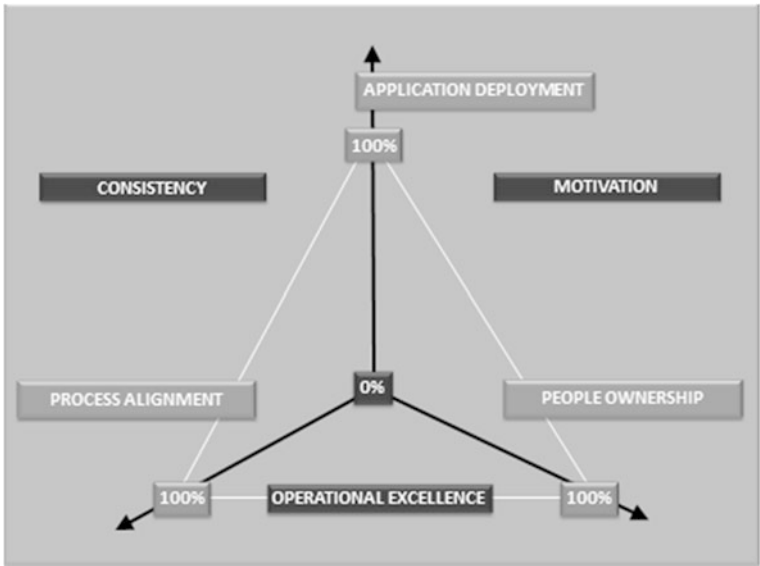 APPLICATION DEPLOYMENT
100%
CONSISTENCY
MOTIVATION
0%
PROCESS ALIGNMENT
PEOPLE OWNERSHIP
100%
OPERATIONAL EXCELLENCE
100%